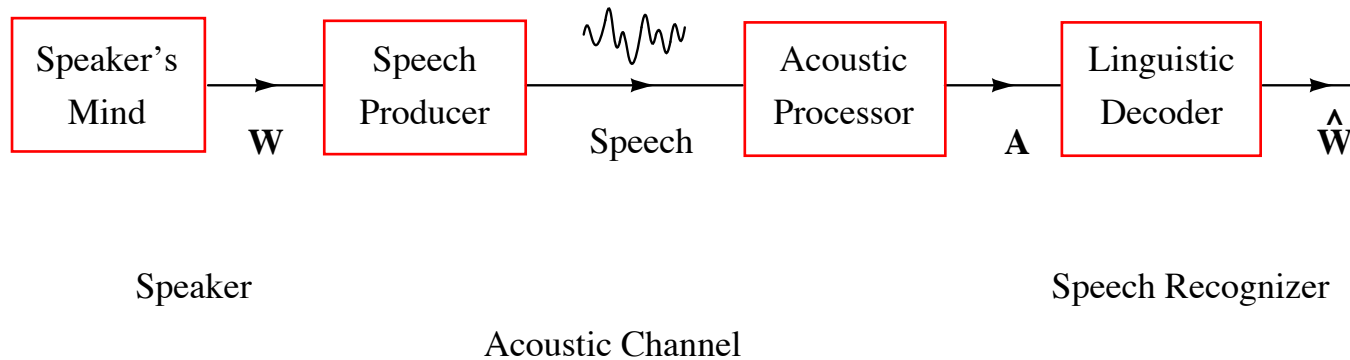 Speaker's
Mind
W
Speech
Producer
Speech
Acoustic
Processor
A
Linguistic
Decoder
Ŵ
Speaker
Speech Recognizer
Acoustic Channel